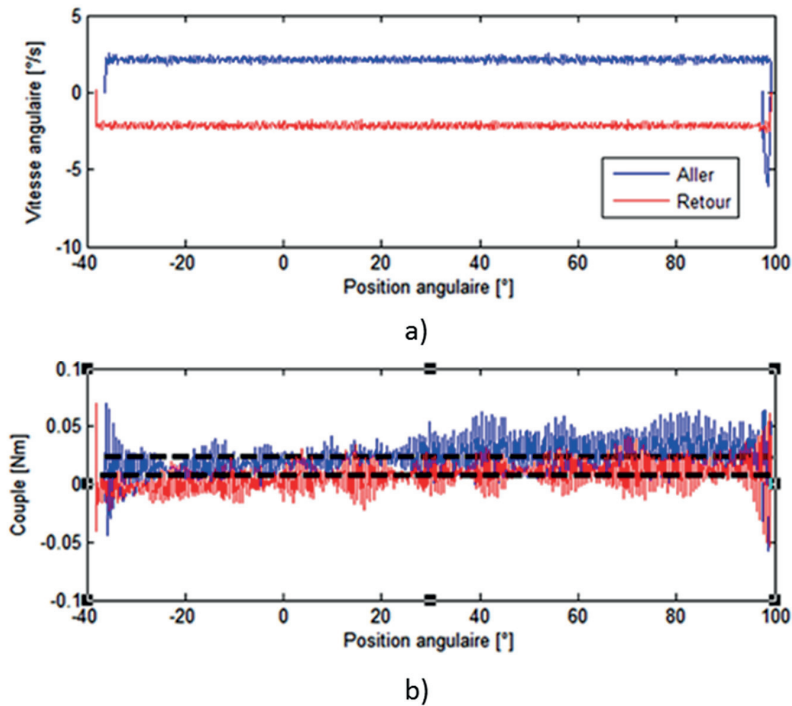 5
0
-5
-10
Vitesse angulaire [°/s]
Aller
Retour
-40 -20 0 20 40 60 80 100
Position angulaire [°]
a)
0.1
0.05
0
-0.05
-0.1
Couple [Nm]
-40 -20 0 20 40 60 80 100
Position angulaire [°]
b)